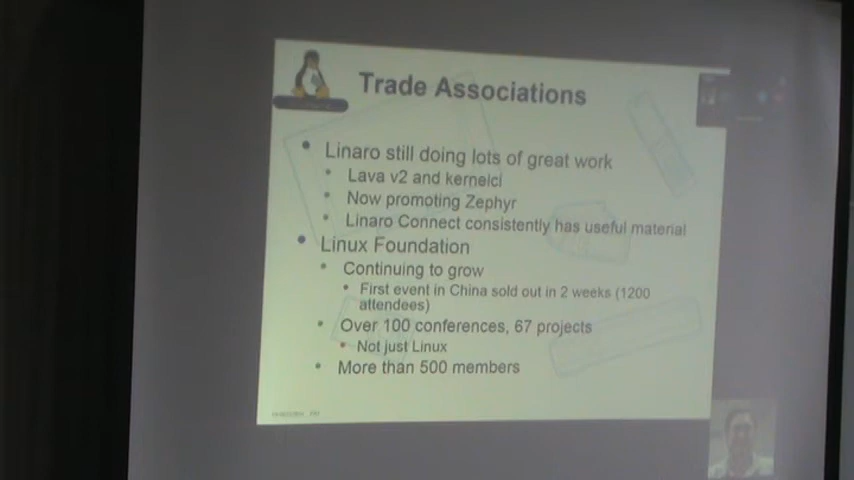 Trade Associations
Linaro still doing lots of great work
Lava v2 and kernelci
Now promoting Zephyr
Linaro Connect consistently has useful material
Linux Foundation
Continuing to grow
First event in China sold out in 2 weeks (1200
attendees)
Over 100 conferences, 67 projects
Not just Linux
More than 500 members